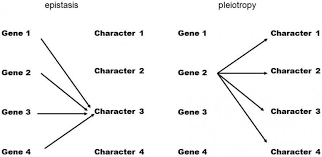 epistasis pleiotropy
Gene 1 Character 1 Gene 1 Character 1
Gene 2 Character 2 Gene 2 Character 2
Gene 3 Character 3 Gene 3 Character 3
Gene 4 Character 4 Gene 4 Character 4